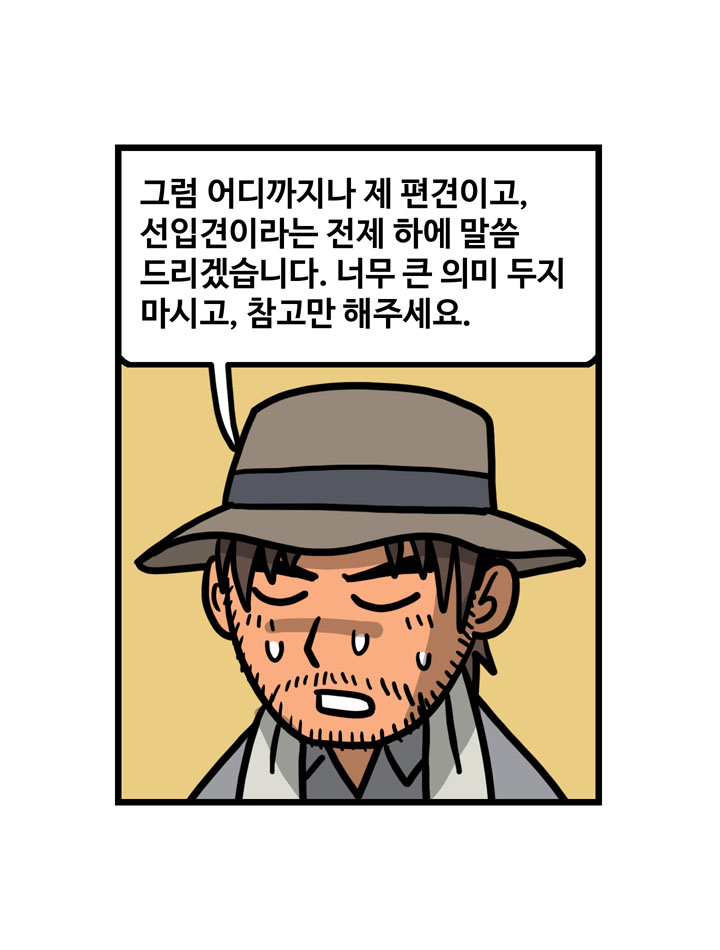 그럼 어디까지나 제 편견이고,
선입견이라는 전제 하에 말씀
드리겠습니다. 너무 큰 의미 두지
마시고, 참고만 해주세요.